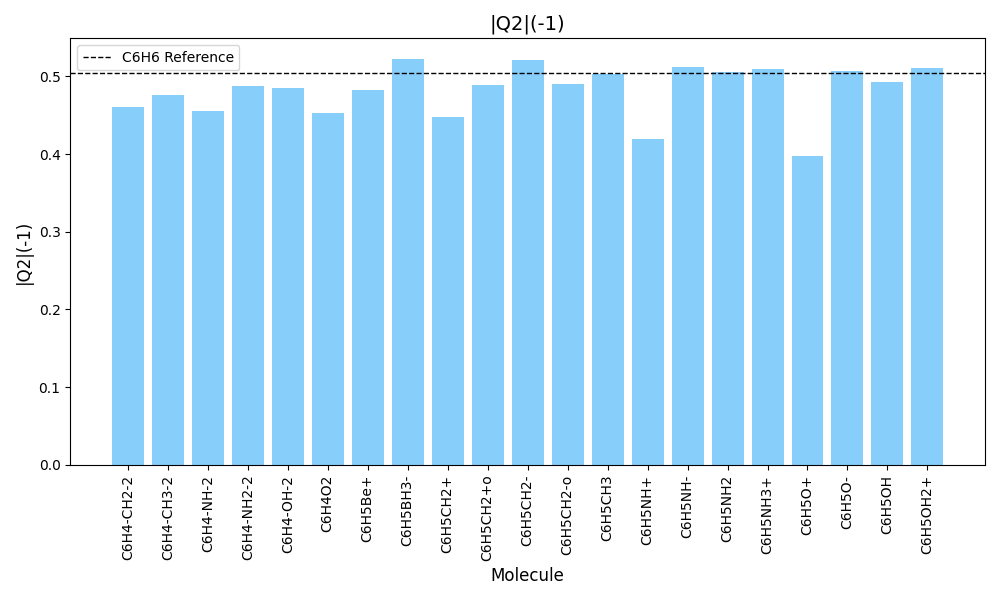 |Q2|(-1)
C6H6 Reference
|Q2|(-1)
0.5
0.4
0.3
0.2
0.1
0.0
C6H4-CH2-2
C6H4-CH3-2
C6H4-NH-2
C6H4-NH2-2
C6H4-OH-2
C6H4O2
C6H5Be+
C6H5BH3-
C6H5CH2+
C6H5CH2+o
C6H5CH2-
C6H5CH2-o
C6H5CH3
C6H5NH+
C6H5NH-
C6H5NH2
C6H5NH3+
C6H5O+
C6H5O-
C6H5OH
C6H5OH2+
Molecule